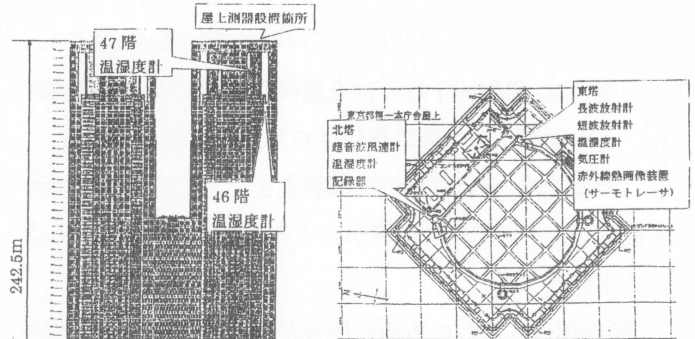 屋上測器設置箇所
47階
温湿度計
46階
温湿度計
242.5m
東京都第一本庁舎屋上
北塔
超音波風速計
温湿度計
記録器
東塔
長波放射計
短波放射計
温湿度計
気圧計
赤外線熱画像装置
（サーモトレーサ）